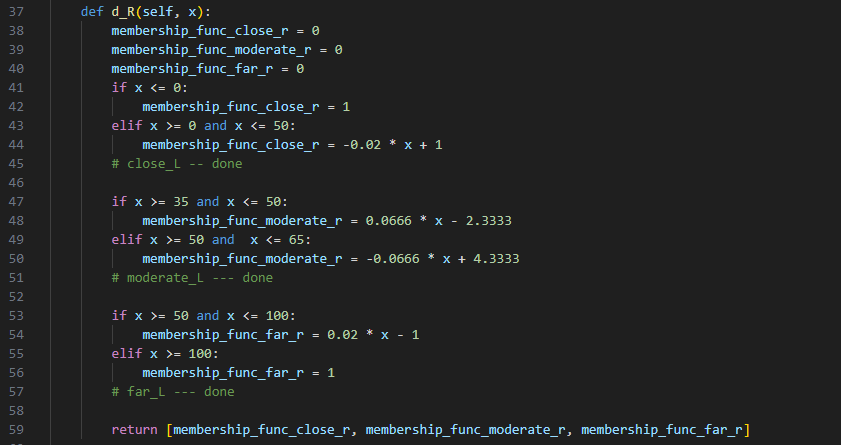 37 def d_R(self, x):
38 membership_func_close_r = 0
39 membership_func_moderate_r = 0
40 membership_func_far_r = 0
41 if x <= 0:
42 membership_func_close_r = 1
43 elif x >= 0 and x <= 50:
44 membership_func_close_r = -0.02 * x + 1
45 # close_L -- done
46
47 if x >= 35 and x <= 50:
48 membership_func_moderate_r = 0.0666 * x - 2.3333
49 elif x >= 50 and  x <= 65:
50 membership_func_moderate_r = -0.0666 * x + 4.3333
51 # moderate_L --- done
52
53 if x >= 50 and x <= 100:
54 membership_func_far_r = 0.02 * x - 1
55 elif x >= 100:
56 membership_func_far_r = 1
57 # far_L --- done
58
59 return [membership_func_close_r, membership_func_moderate_r, membership_func_far_r]